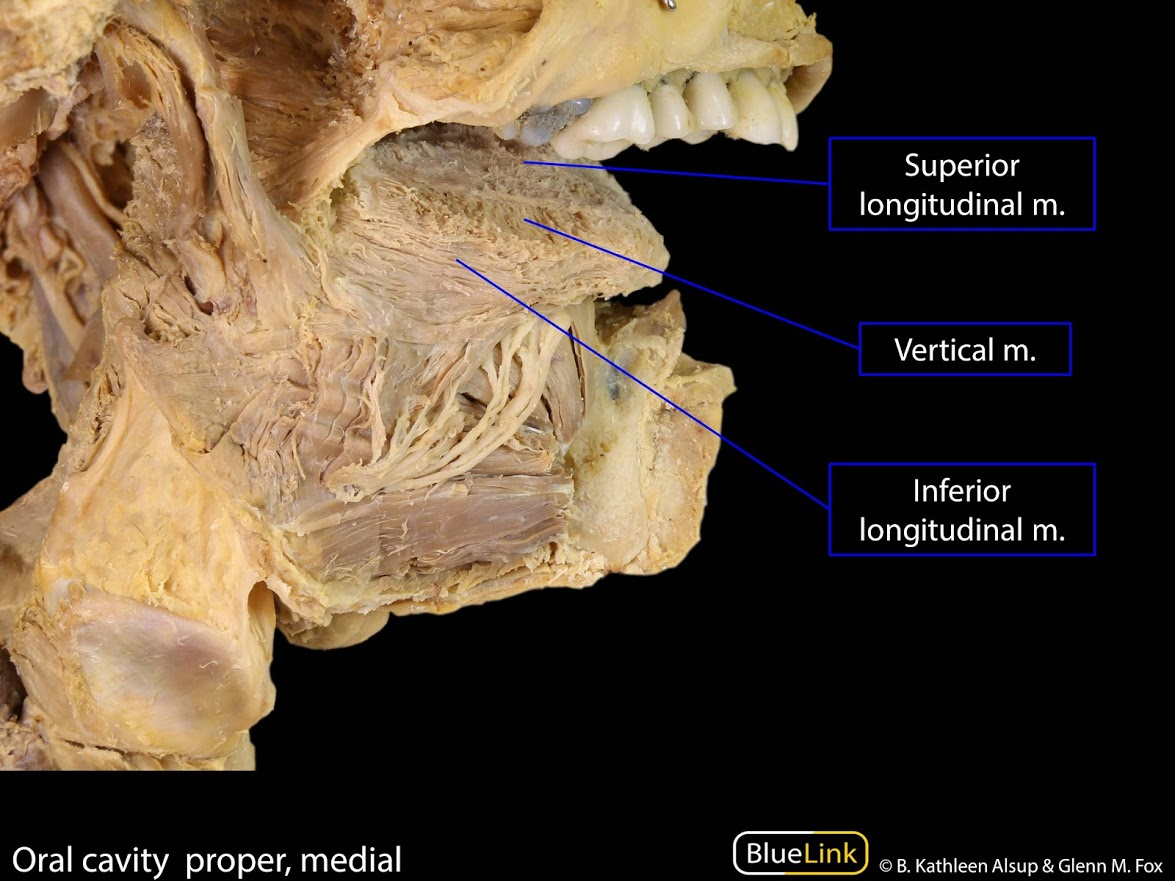 Superior
longitudinal m.
Vertical m.
Inferior
longitudinal m.
Oral cavity proper, medial
BlueLink
© B. Kathleen Alsup & Glenn M. Fox